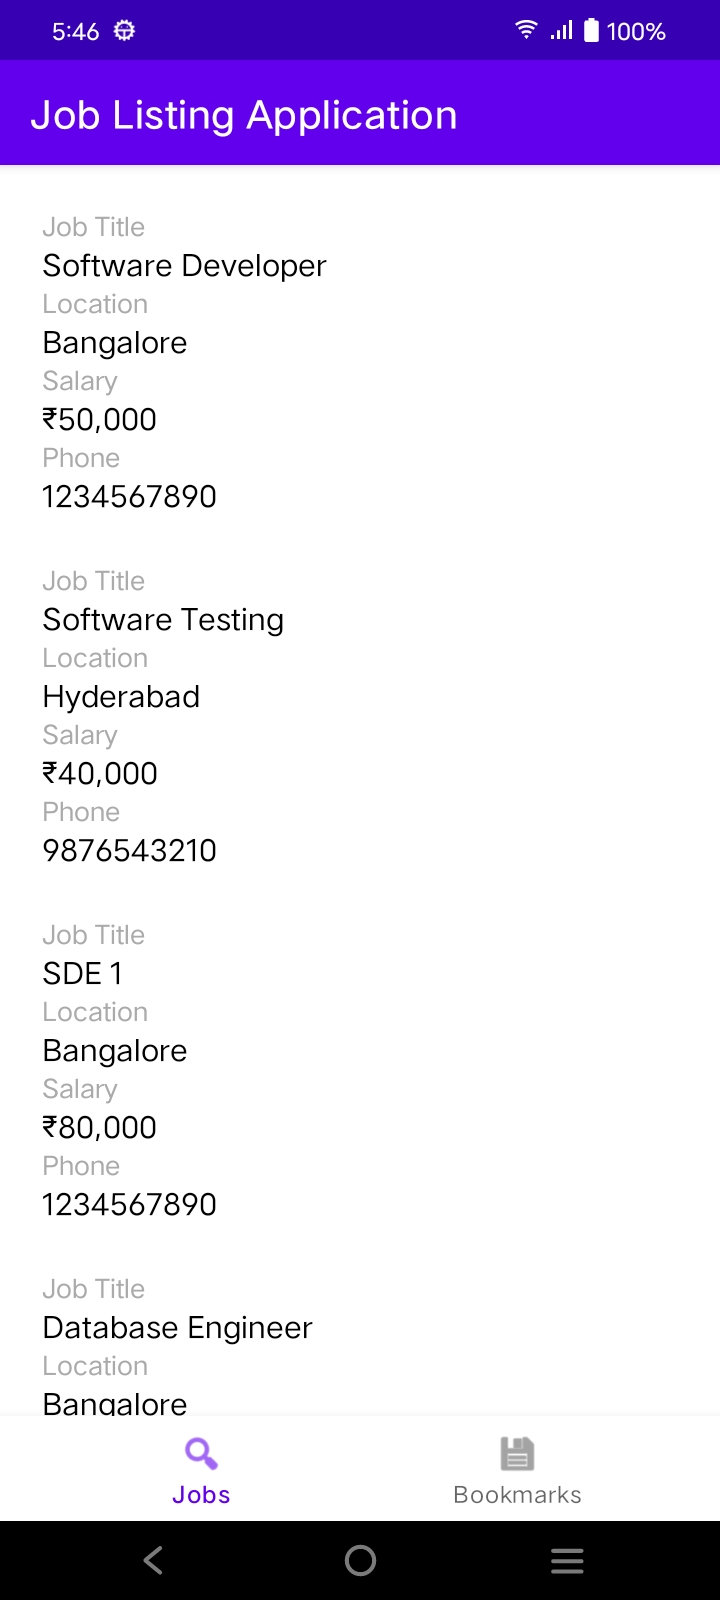 5:46 100%
Job Listing Application
Job Title
Software Developer
Location
Bangalore
Salary
₹50,000
Phone
1234567890
Job Title
Software Testing
Location
Hyderabad
Salary
₹40,000
Phone
9876543210
Job Title
SDE 1
Location
Bangalore
Salary
₹80,000
Phone
1234567890
Job Title
Database Engineer
Location
Bangalore
Jobs Bookmarks